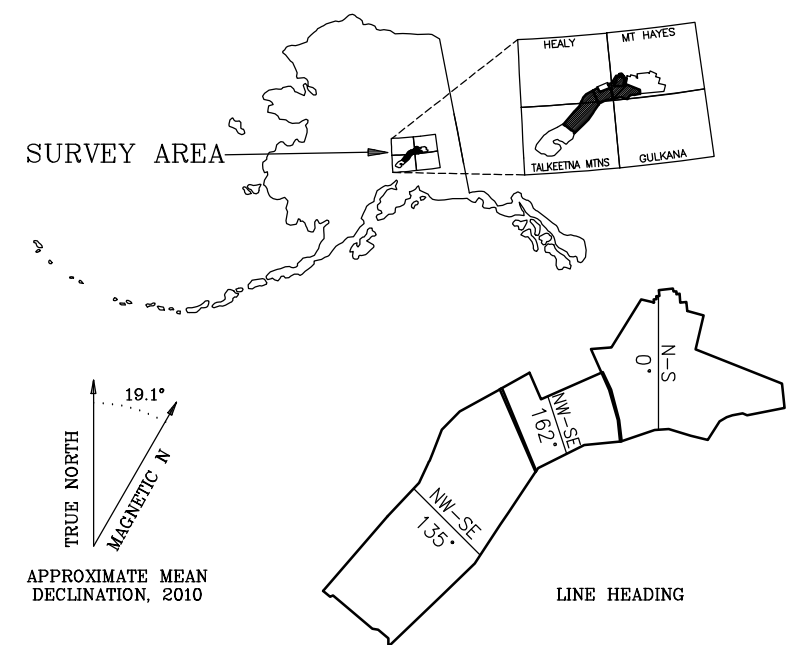 HEALY
MT HAYES
TALKEETNA MTNS
GULKANA
SURVEY AREA
19.1°
TRUE NORTH
MAGNETIC N
APPROXIMATE MEAN
DECLINATION, 2010
N-S
0°
NW-SE
162°
NW-SE
135°
LINE HEADING